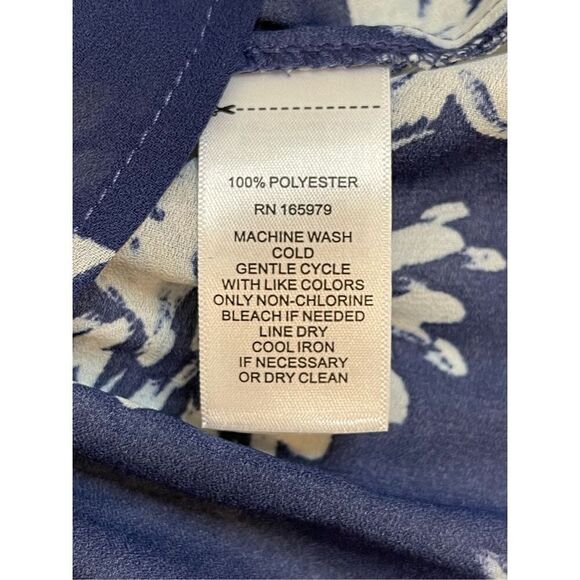 100% POLYESTER
RN 165979
MACHINE WASH
COLD
GENTLE CYCLE
WITH LIKE COLORS
ONLY NON-CHLORINE
BLEACH IF NEEDED
LINE DRY
COOL IRON
IF NECESSARY
OR DRY CLEAN